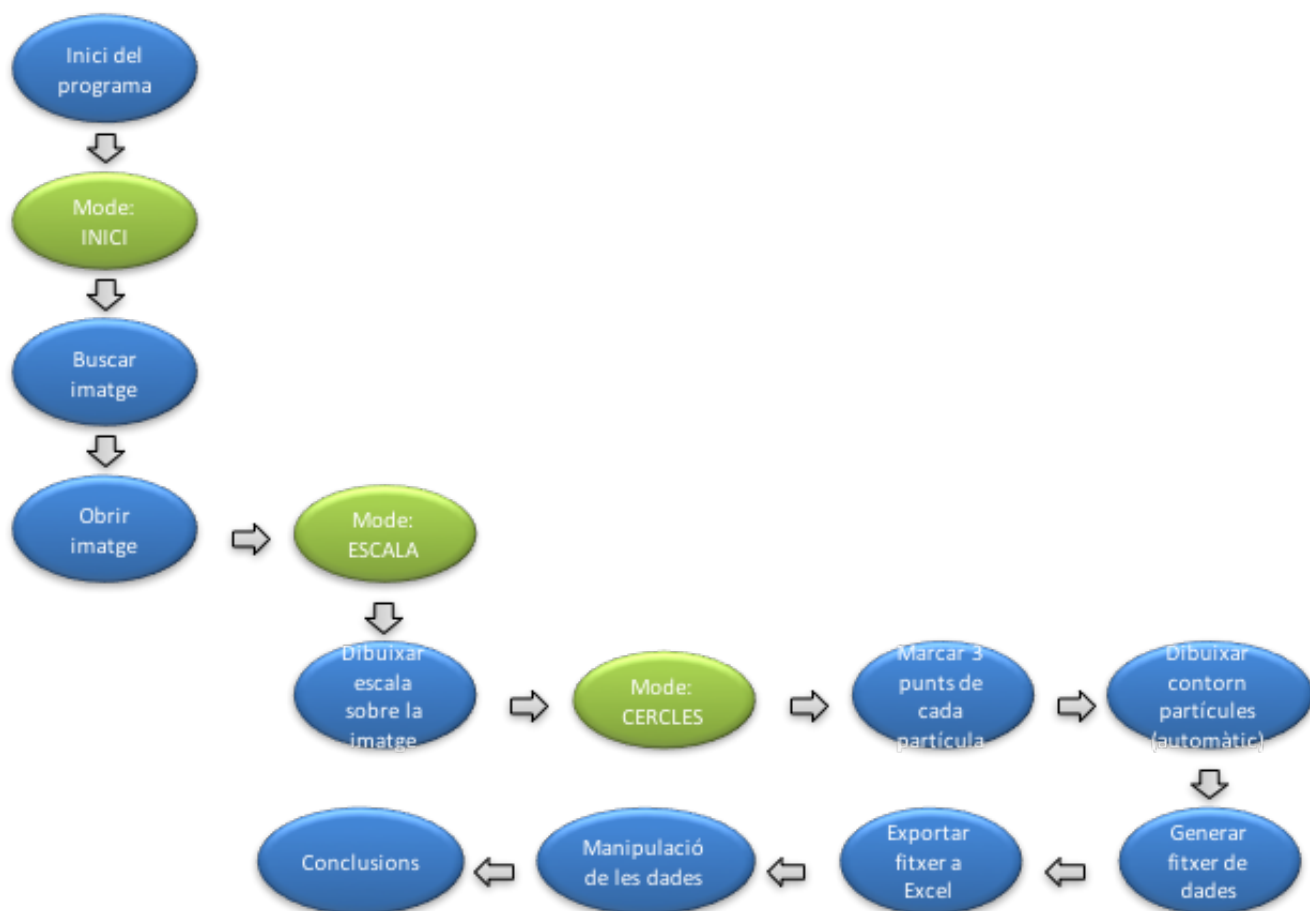 Inici del
programa
Mode:
INICI
Buscar
imatge
Obrir
imatge
Mode:
ESCALA
Dibuixar
escala
sobre la
imatge
Mode:
CERCLES
Marcar 3
punts de
cada
partícula
Dibuixar
contorn
partícules
(automàtic)
Generar
fitxer de
dades
Exportar
fitxer a
Excel
Manipulació
de les dades
Conclusions